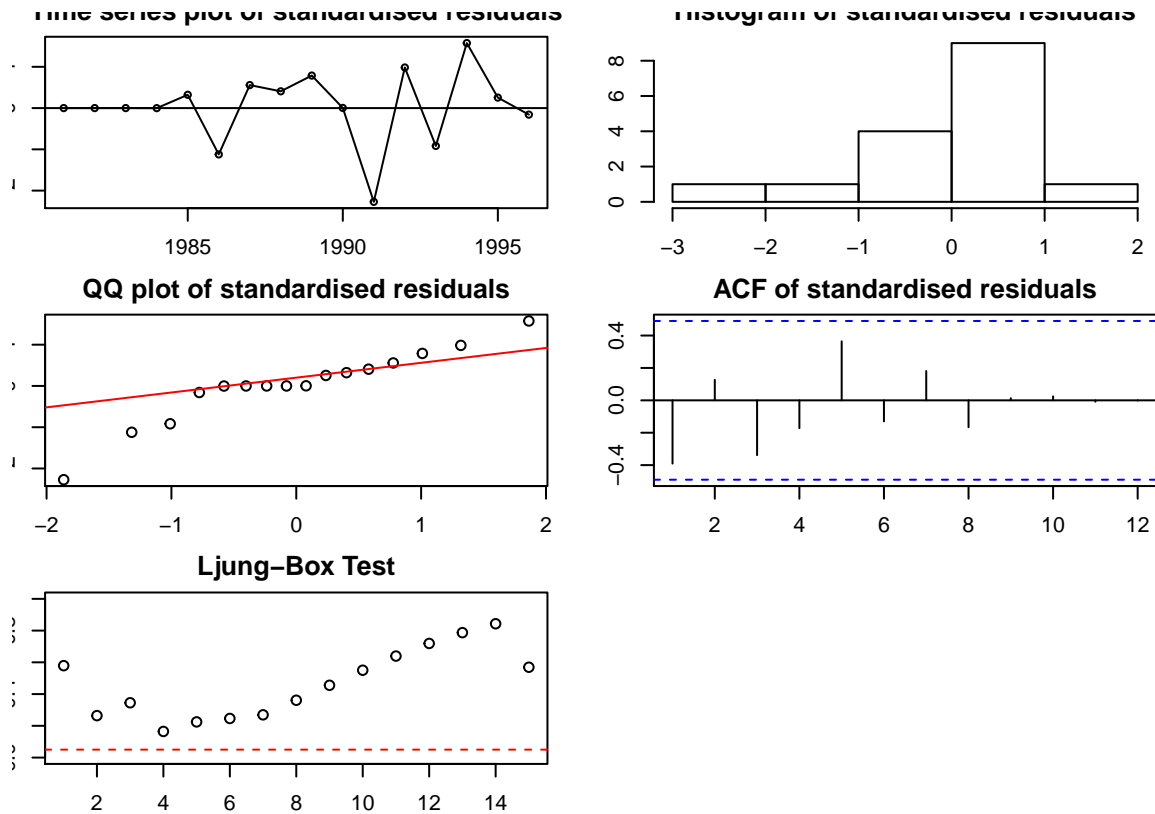 Time series plot of standardised residuals
Histogram of standardised residuals
8
6
4
2
0
1985 1990 1995
−3 −2 −1 0 1 2
QQ plot of standardised residuals
ACF of standardised residuals
0.4
0.0
−0.4
−2 −1 0 1 2
2 4 6 8 10 12
Ljung−Box Test
2 4 6 8 10 12 14